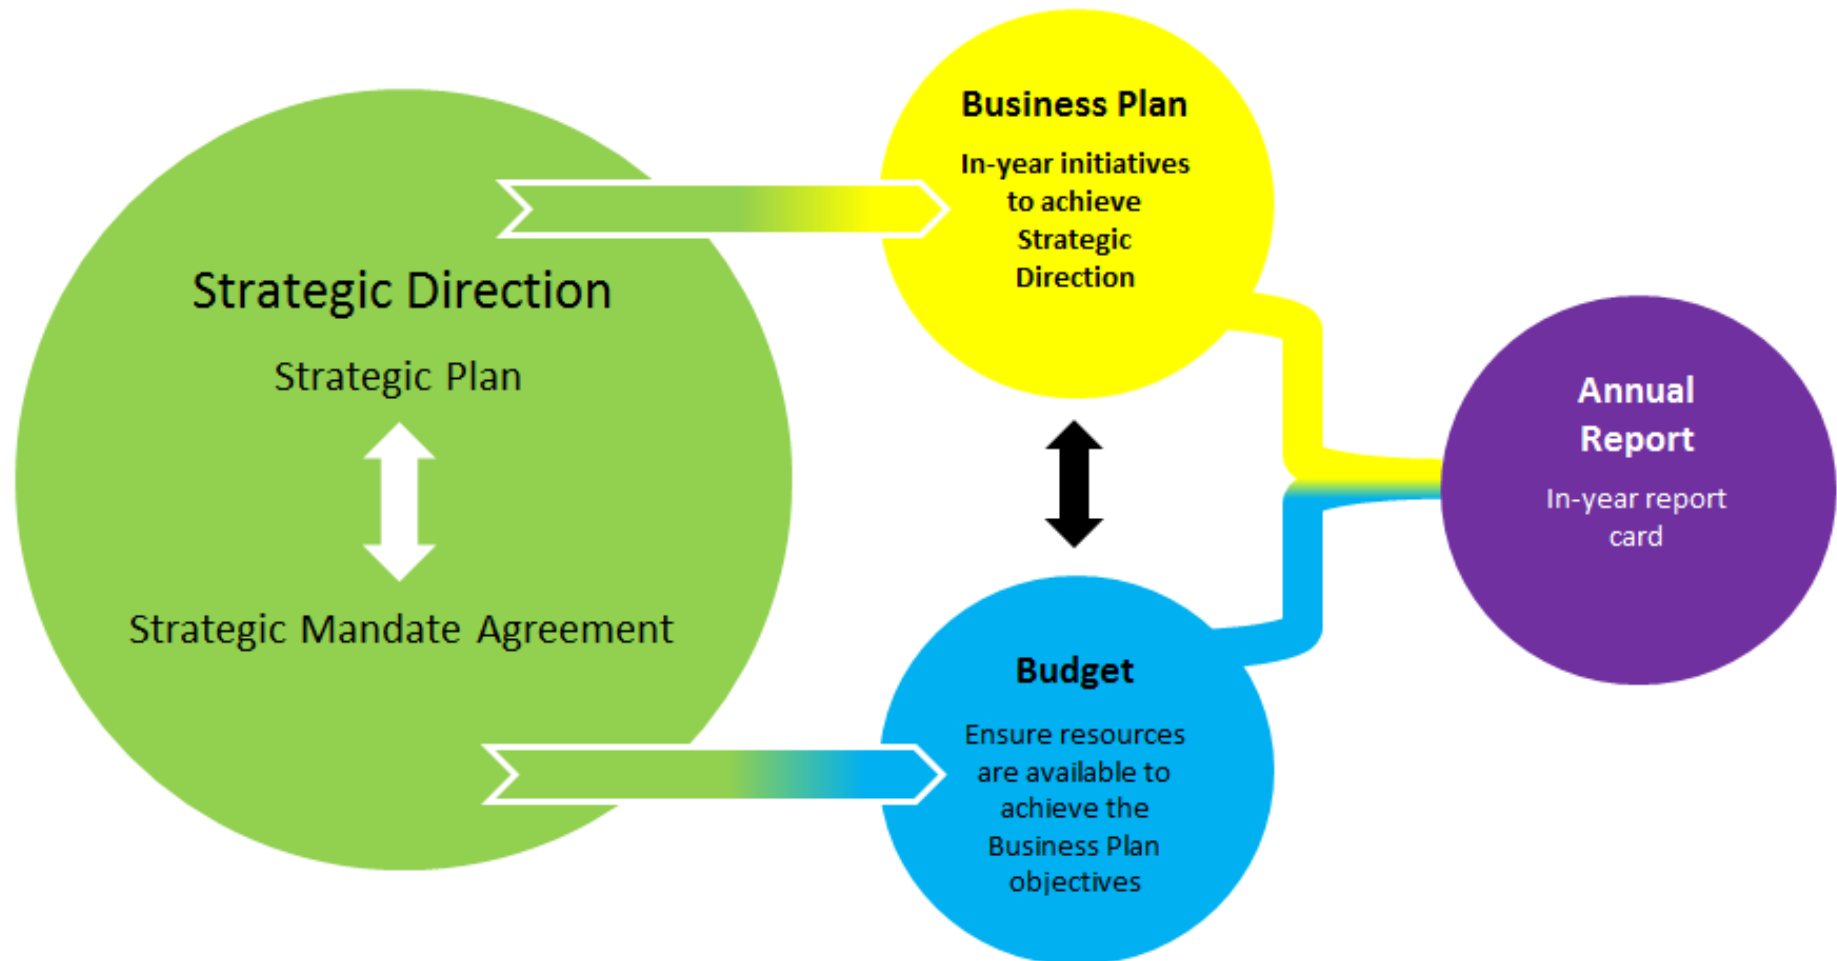 Strategic Direction
Strategic Plan
Strategic Mandate Agreement
Business Plan
In-year initiatives
to achieve
Strategic
Direction
Budget
Ensure resources
are available to
achieve the
Business Plan
objectives
Annual
Report
In-year report
card